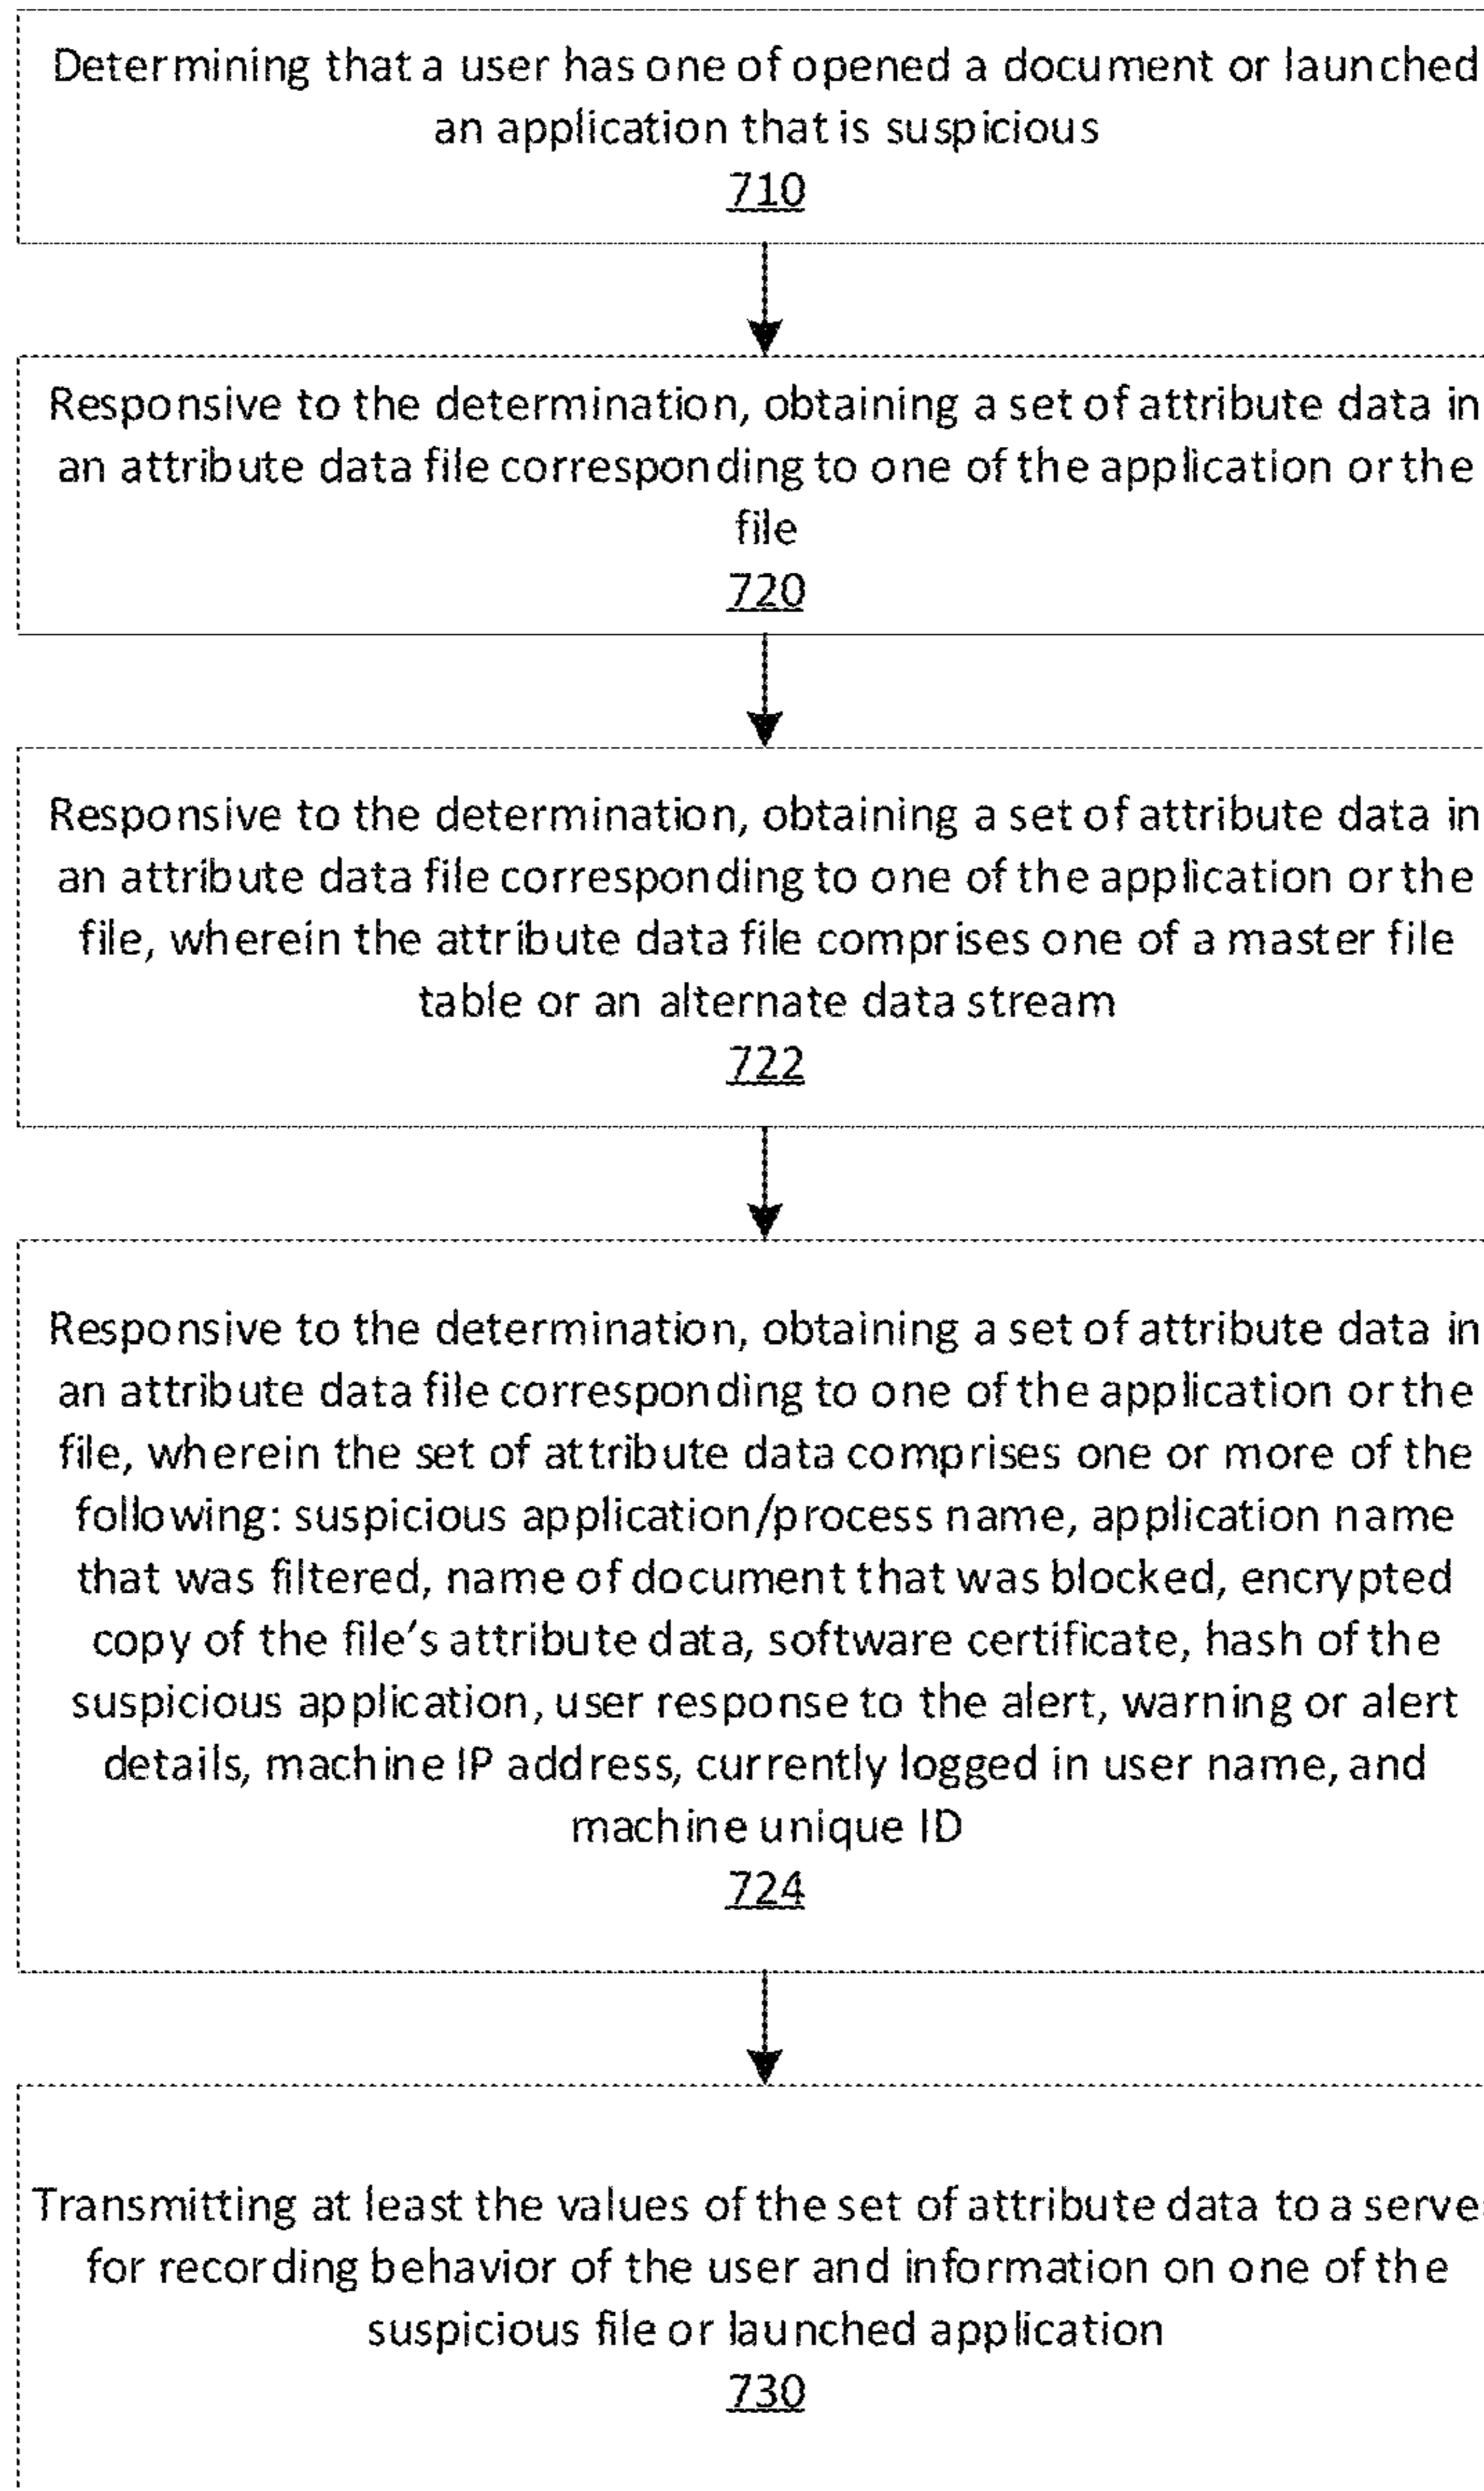 Determining that a user has one of opened a document or launched
an application that is suspicious
710
Responsive to the determination, obtaining a set of attribute data in
an attribute data file corresponding to one of the application or the
file
720
Responsive to the determination, obtaining a set of attribute data in
an attribute data file corresponding to one of the application or the
file, wherein the attribute data file comprises one of a master file
table or an alternate data stream
722
Responsive to the determination, obtaining a set of attribute data in
an attribute data file corresponding to one of the application or the
file, wherein the set of attribute data comprises one or more of the
following: suspicious application/process name, application name
that was filtered, name of document that was blocked, encrypted
copy of the file's attribute data, software certificate, hash of the
suspicious application, user response to the alert, warning or alert
details, machine IP address, currently logged in user name, and
machine unique ID
724
Transmitting at least the values of the set of attribute data to a server
for recording behavior of the user and information on one of the
suspicious file or launched application
730